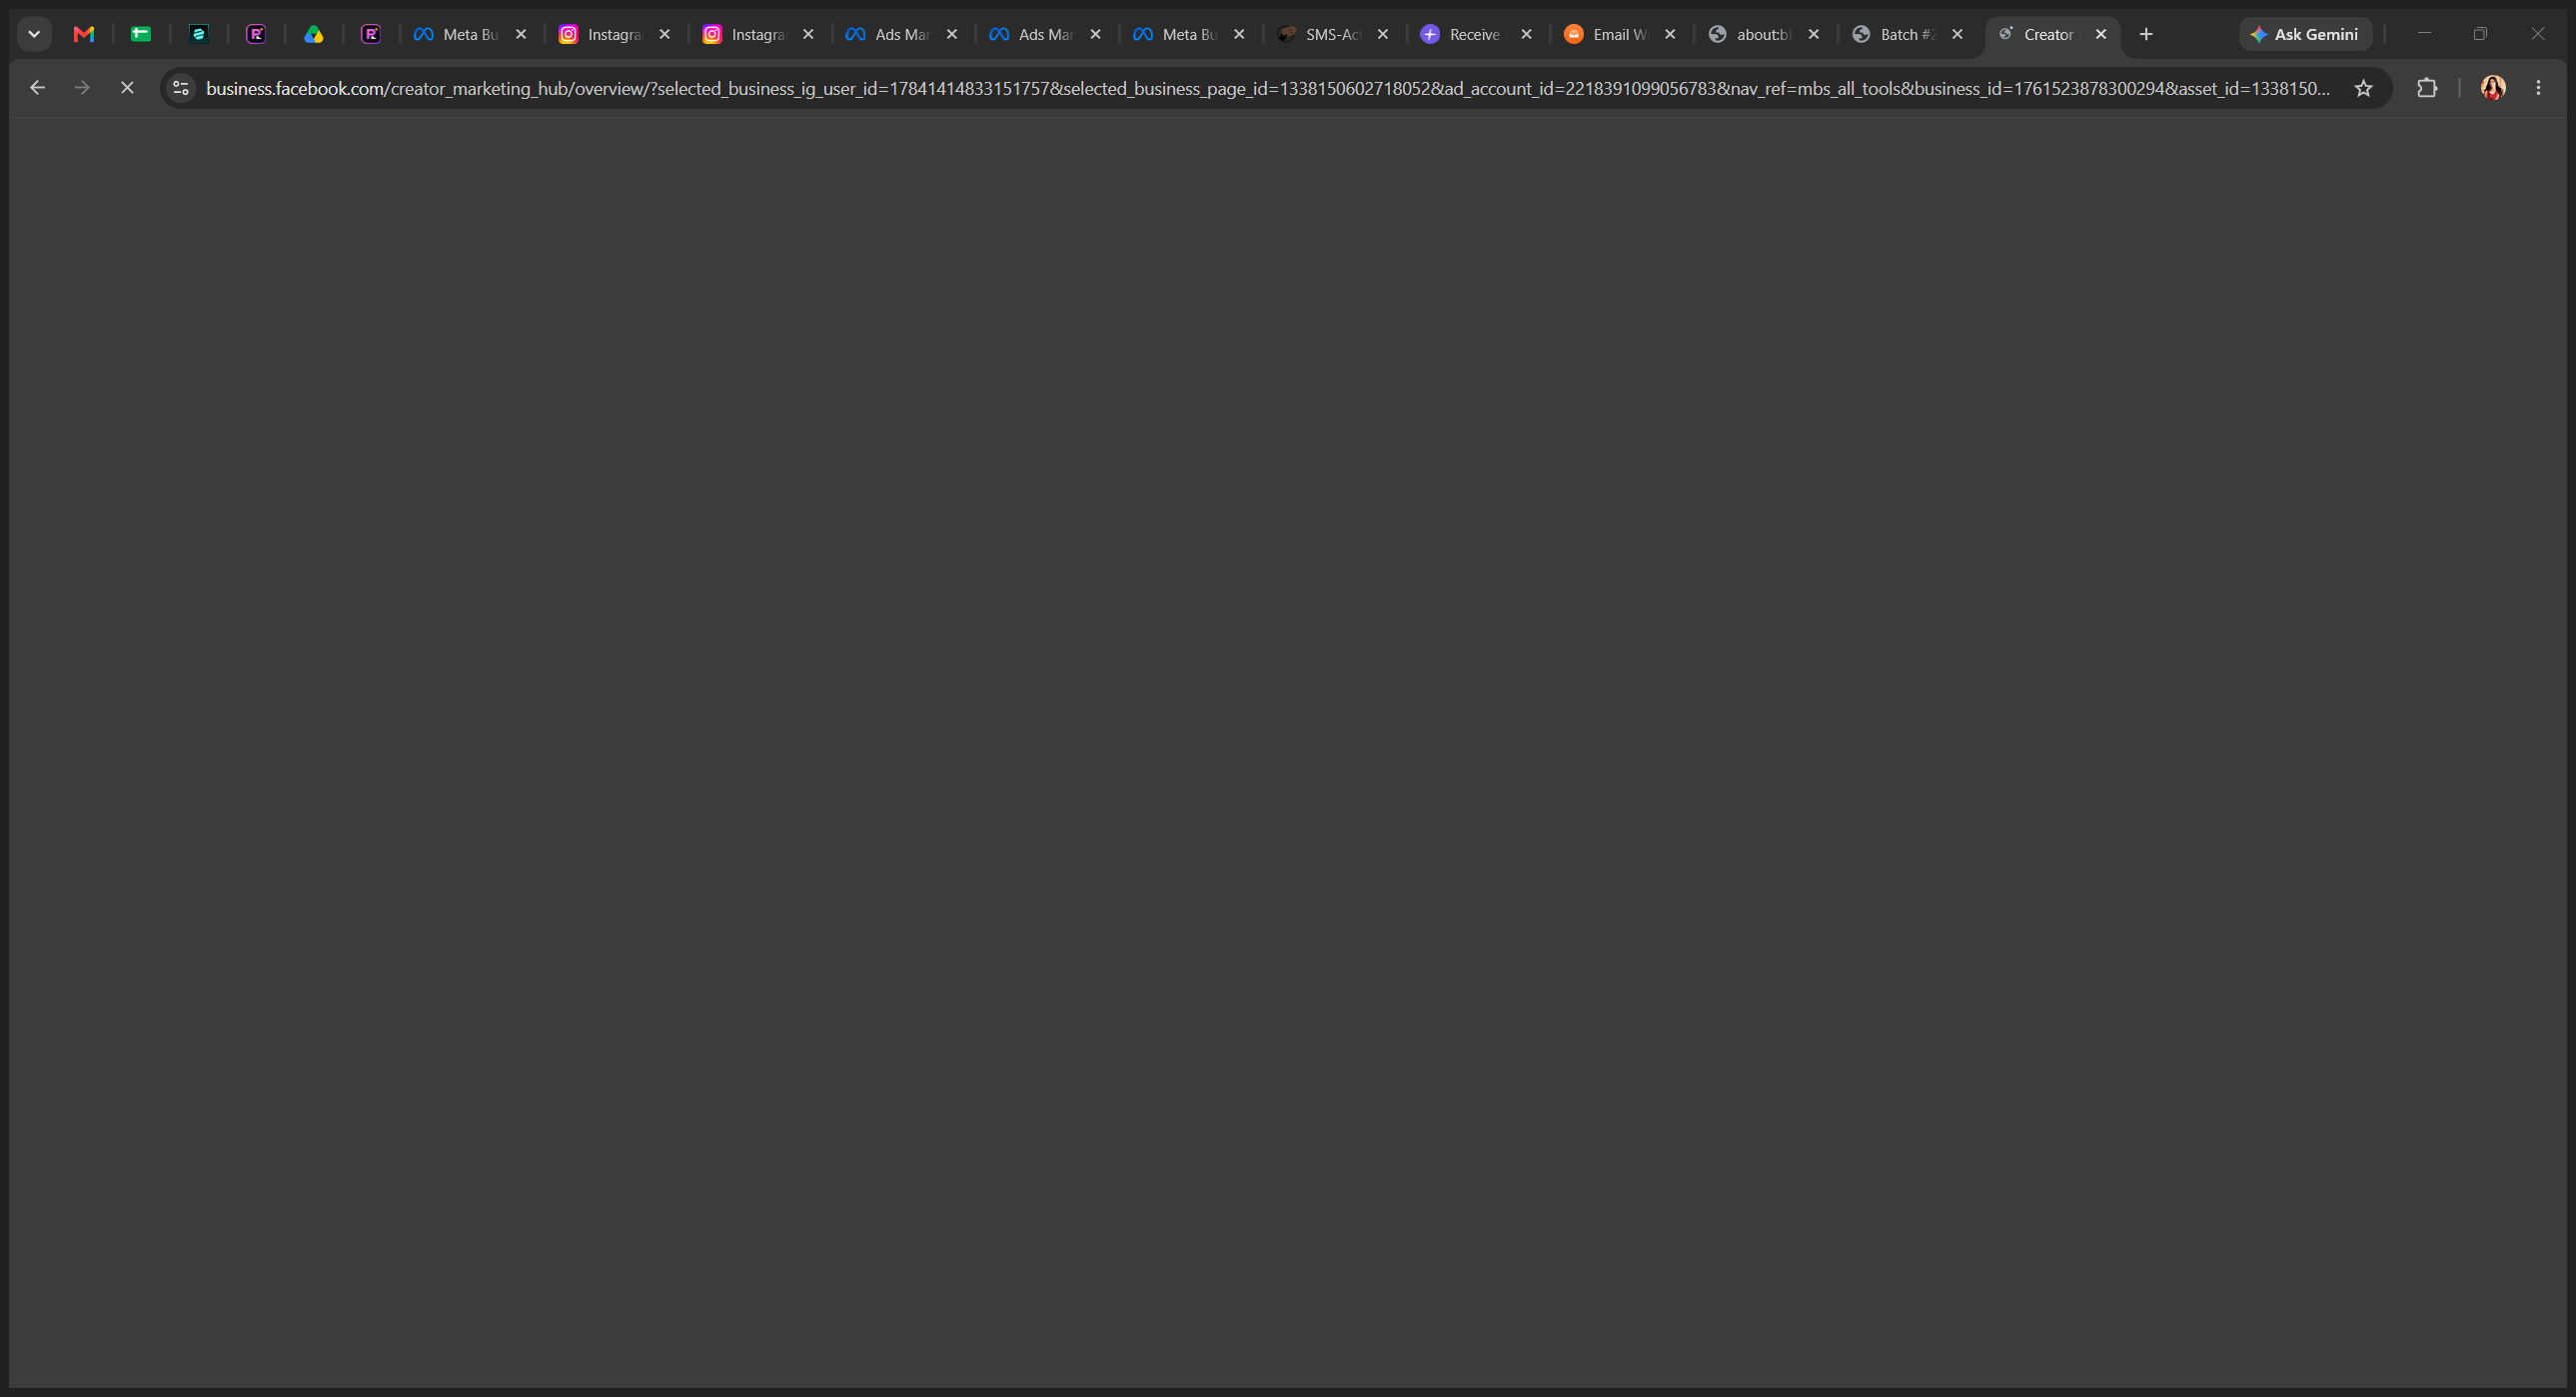 Meta Bu
Instagra
Instagra
Ads Mar
Ads Mar
Meta Bu
SMS-Act
Receive
Email W
about:bl
Batch #2
Creator
Ask Gemini
business.facebook.com/creator_marketing_hub/overview/?selected_business_ig_user_id=17841414833151757&selected_business_page_id=1338150602718052&ad_account_id=2218391099056783&nav_ref=mbs_all_tools&business_id=1761523878300294&asset_id=1338150...